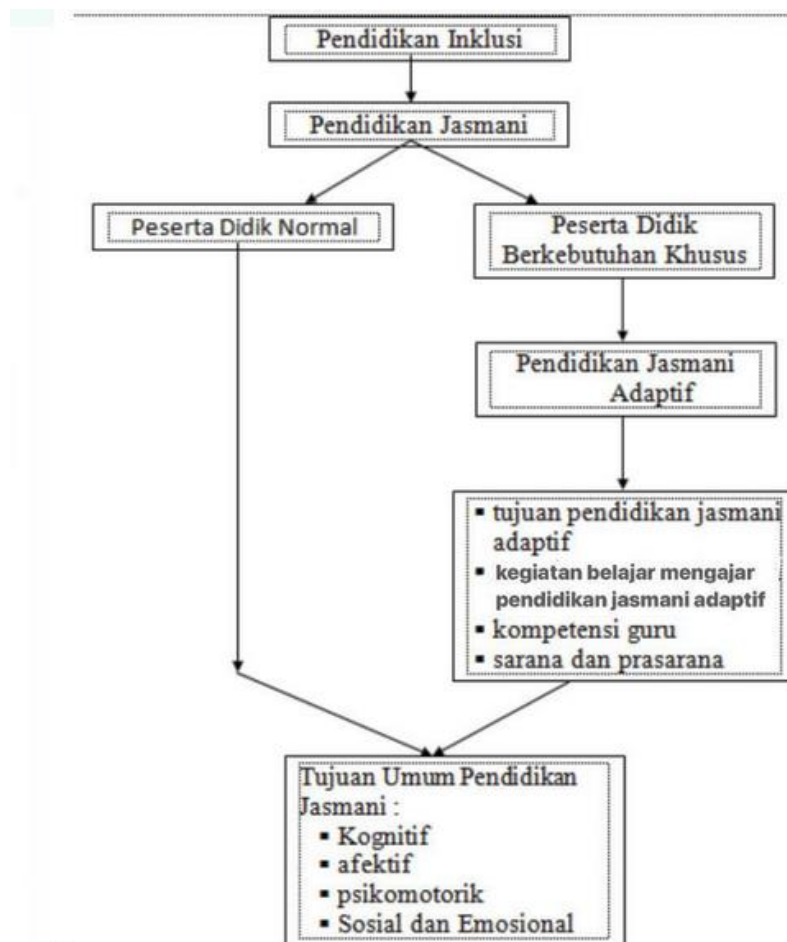 Pendidikan Inklusi
Pendidikan Jasmani
Peserta Didik Normal
Peserta Didik
Berkebutuhan Khusus
Pendidikan Jasmani
Adaptif
▪ tujuan pendidikan jasmani
adaptif
▪ kegiatan belajar mengajar
pendidikan jasmani adaptif
▪ kompetensi guru
▪ sarana dan prasarana
Tujuan Umum Pendidikan
Jasmani :
▪ Kognitif
▪ afektif
▪ psikomotorik
▪ Sosial dan Emosional